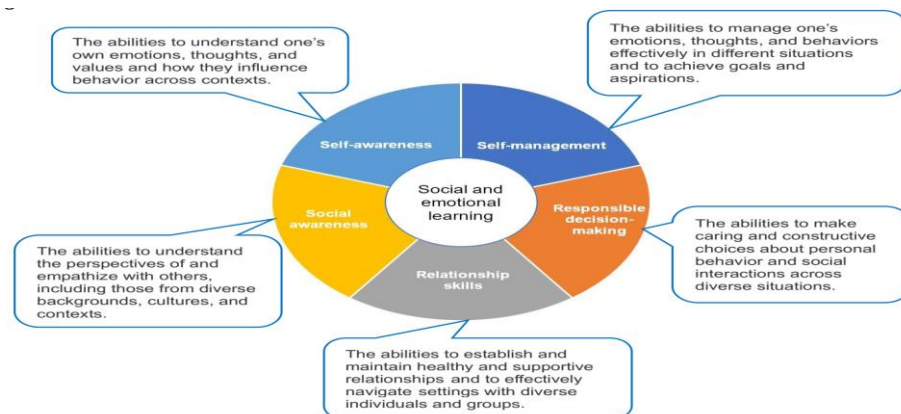 The abilities to understand one's
own emotions, thoughts, and
values and how they influence
behavior across contexts.
The abilities to manage one's
emotions, thoughts, and behaviors
effectively in different situations
and to achieve goals and
aspirations.
Self-awareness
Self-management
Social and
emotional
learning
Social
awareness
Responsible
decision-
making
Relationship
skills
The abilities to understand
the perspectives of and
empathize with others,
including those from diverse
backgrounds, cultures, and
contexts.
The abilities to make
caring and constructive
choices about personal
behavior and social
interactions across
diverse situations.
The abilities to establish and
maintain healthy and supportive
relationships and to effectively
navigate settings with diverse
individuals and groups.